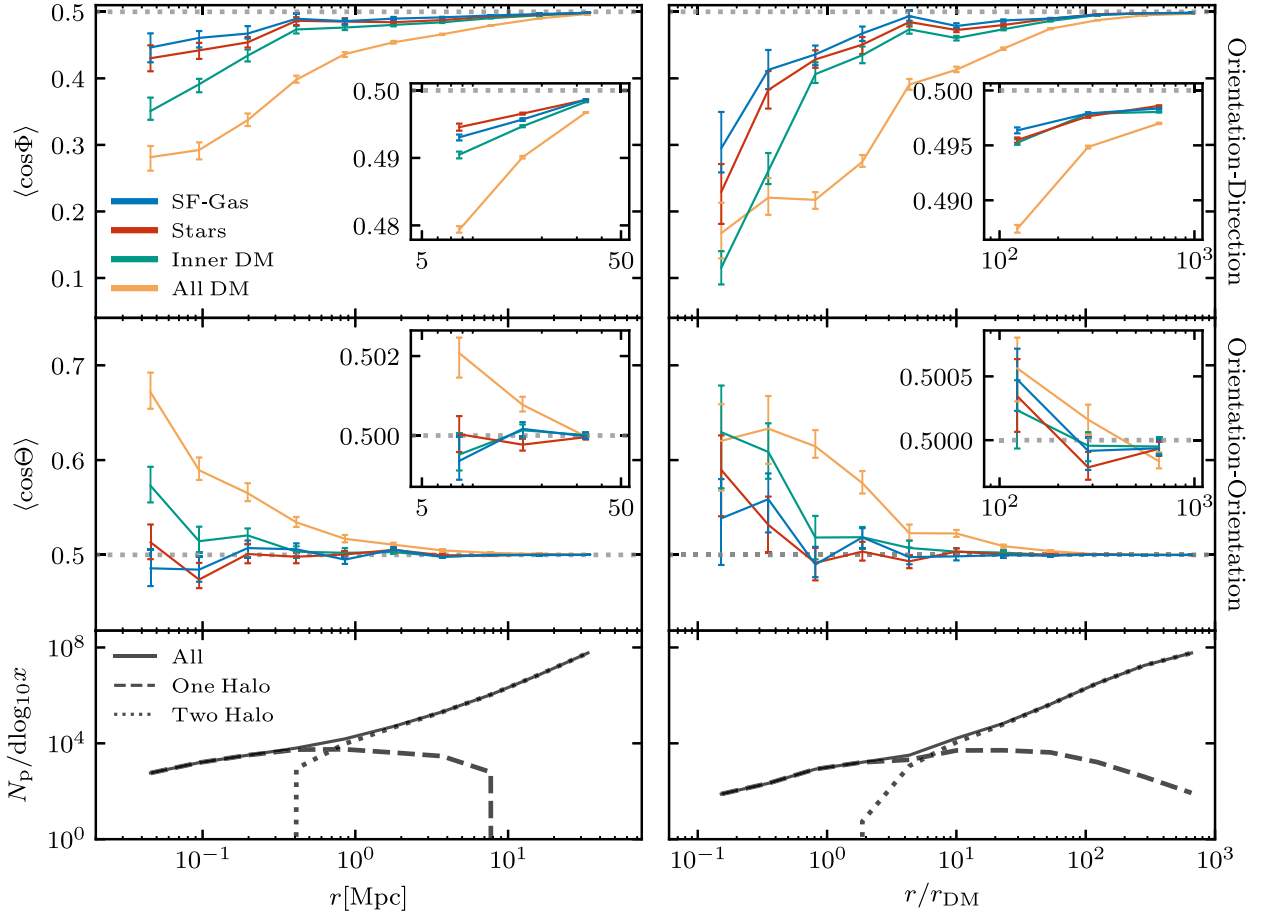 0.5
0.4
0.3
0.2
0.1
⟨cosΦ⟩
SF-Gas
Stars
Inner DM
All DM
0.50
0.49
0.48
5
50
0.500
0.495
0.490
10²
10³
Orientation-Direction
0.7
0.6
0.5
⟨cosΘ⟩
0.502
0.500
5
50
0.5005
0.5000
10²
10³
Orientation-Orientation
10⁸
10⁴
10⁰
Nₚ/dlog₁₀x
All
One Halo
Two Halo
10⁻¹
10⁰
10¹
r[Mpc]
10⁻¹
10⁰
10¹
10²
10³
r/r_DM